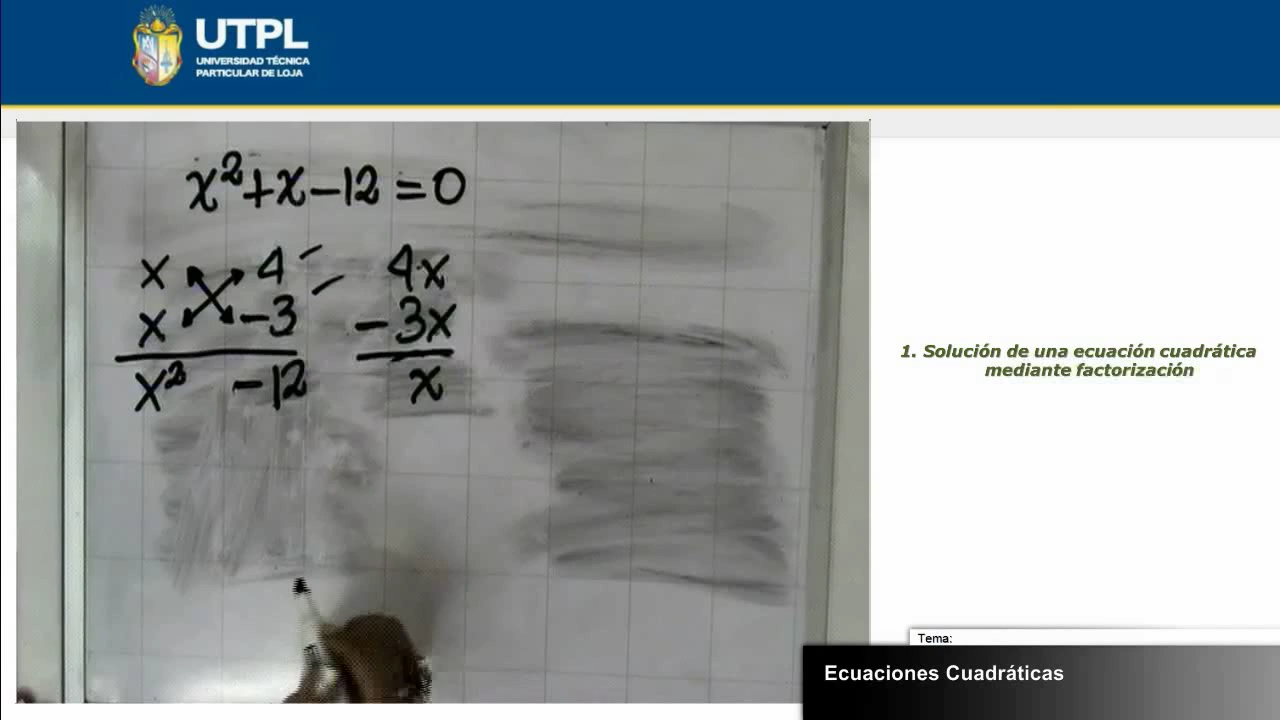 UTPL
UNIVERSIDAD TÉCNICA
PARTICULAR DE LOJA
x²+x-12=0
x 4 4x
x -3 -3x
x² -12 x
1. Solución de una ecuación cuadrática
mediante factorización
Tema:
Ecuaciones Cuadráticas